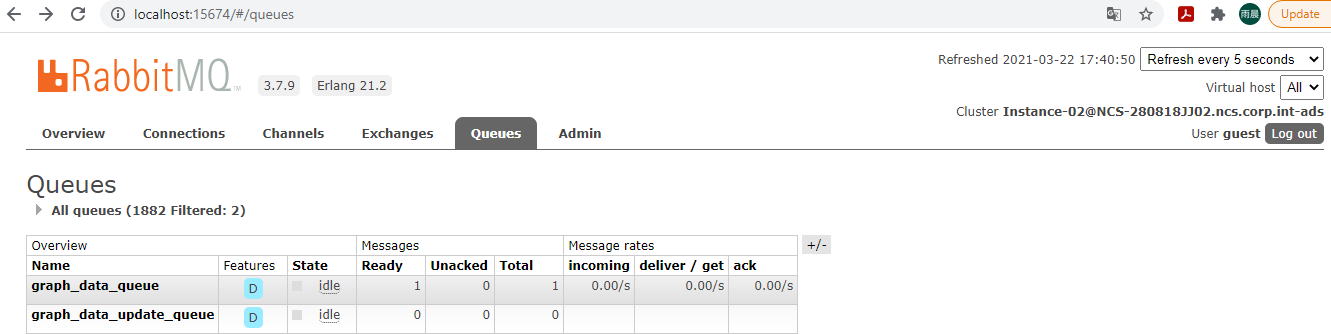 localhost:15674/#/queues
雨晨
Update
RabbitMQ TM 3.7.9 Erlang 21.2
Refreshed 2021-03-22 17:40:50 Refresh every 5 seconds
Virtual host All
Cluster Instance-02@NCS-280818JJ02.ncs.corp.int-ads
User guest Log out
Overview Connections Channels Exchanges Queues Admin
Queues
All queues (1882 Filtered: 2)
Overview Messages Message rates +/-
Name Features State Ready Unacked Total incoming deliver / get ack
graph_data_queue D idle 1 0 1 0.00/s 0.00/s 0.00/s
graph_data_update_queue D idle 0 0 0